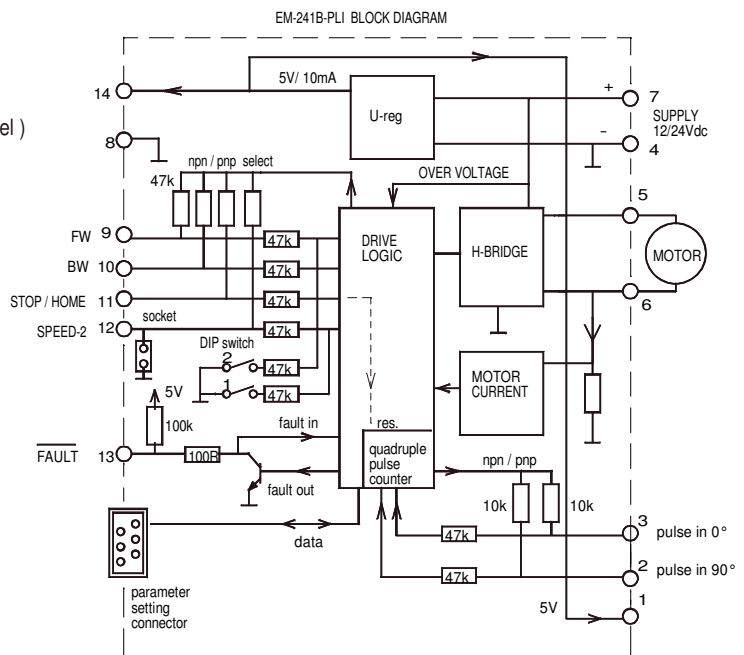 EM-241B-PLI BLOCK DIAGRAM
14
5V/ 10mA
U-reg
+
7
SUPPLY
12/24Vdc
-
4
el )
8
npn / pnp select
47k
OVER VOLTAGE
5
FW 9
47k
DRIVE
LOGIC
H-BRIDGE
MOTOR
BW 10
47k
STOP / HOME 11
47k
6
SPEED-2 12
socket
47k
DIP switch
2
47k
1
47k
MOTOR
CURRENT
5V
100k
fault in
res.
FAULT 13
100R
quadruple
pulse
counter
npn / pnp
fault out
10k
10k
data
47k
3
pulse in 0°
47k
2
pulse in 90°
parameter
setting
connector
5V
1